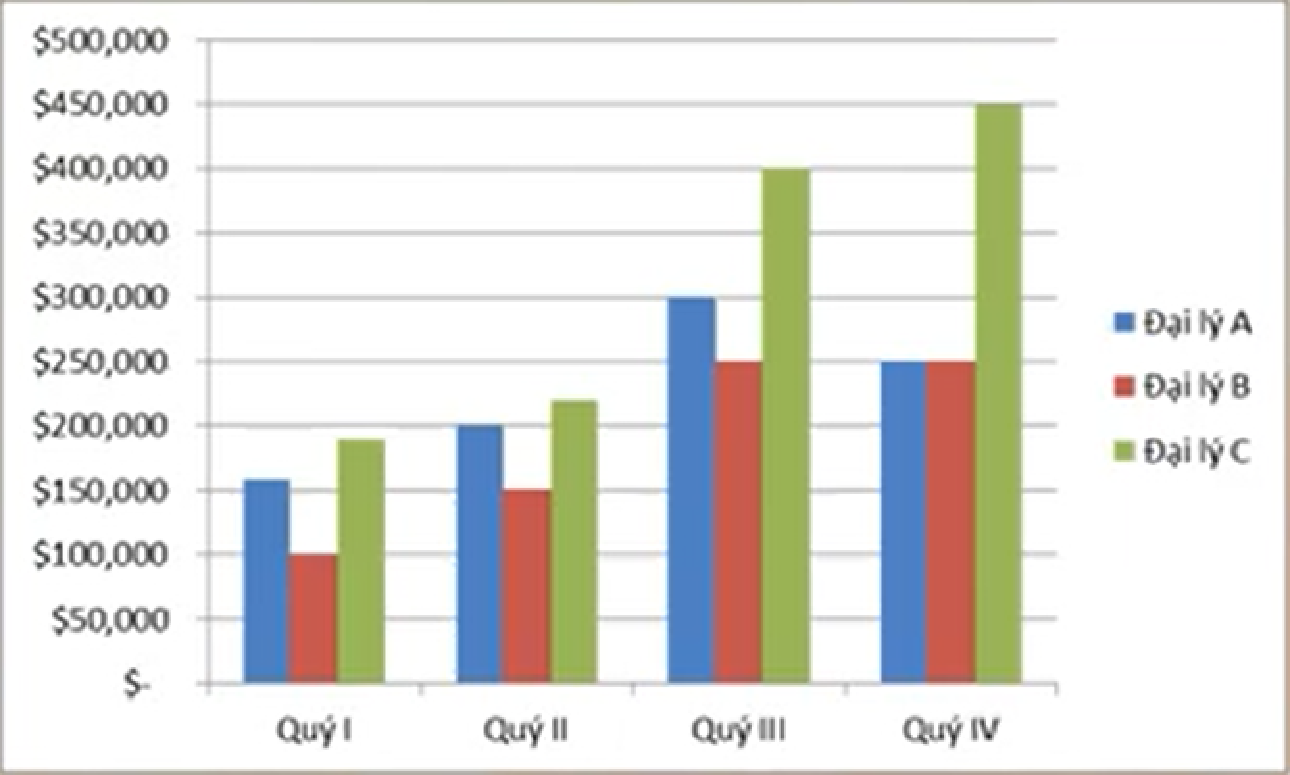 $500,000
$450,000
$400,000
$350,000
$300,000
$250,000
$200,000
$150,000
$100,000
$50,000
$-
Quý I
Quý II
Quý III
Quý IV
Đại lý A
Đại lý B
Đại lý C